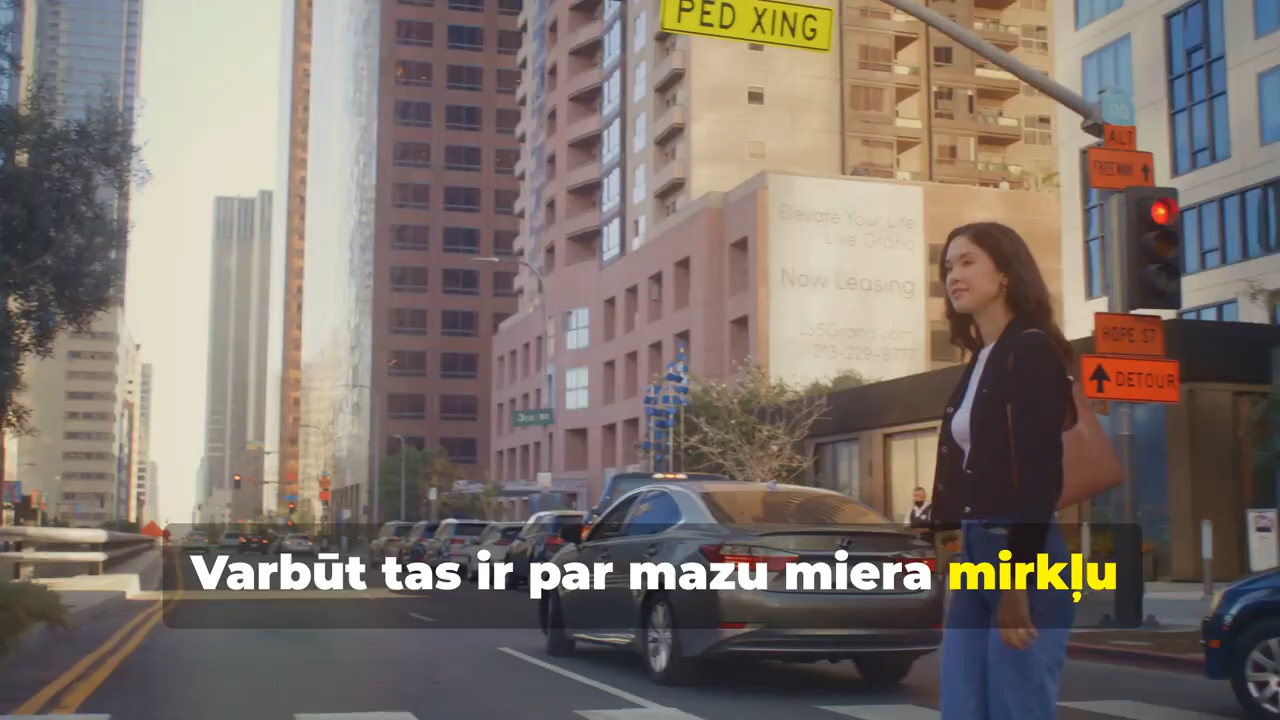 PED XING
ALT
FREEWAY
Elevate Your Life
Live Grand
Now Leasing
255Grand.com
213-229-9777
HOPE ST
DETOUR
Varbūt tas ir par mazu miera mirkļu